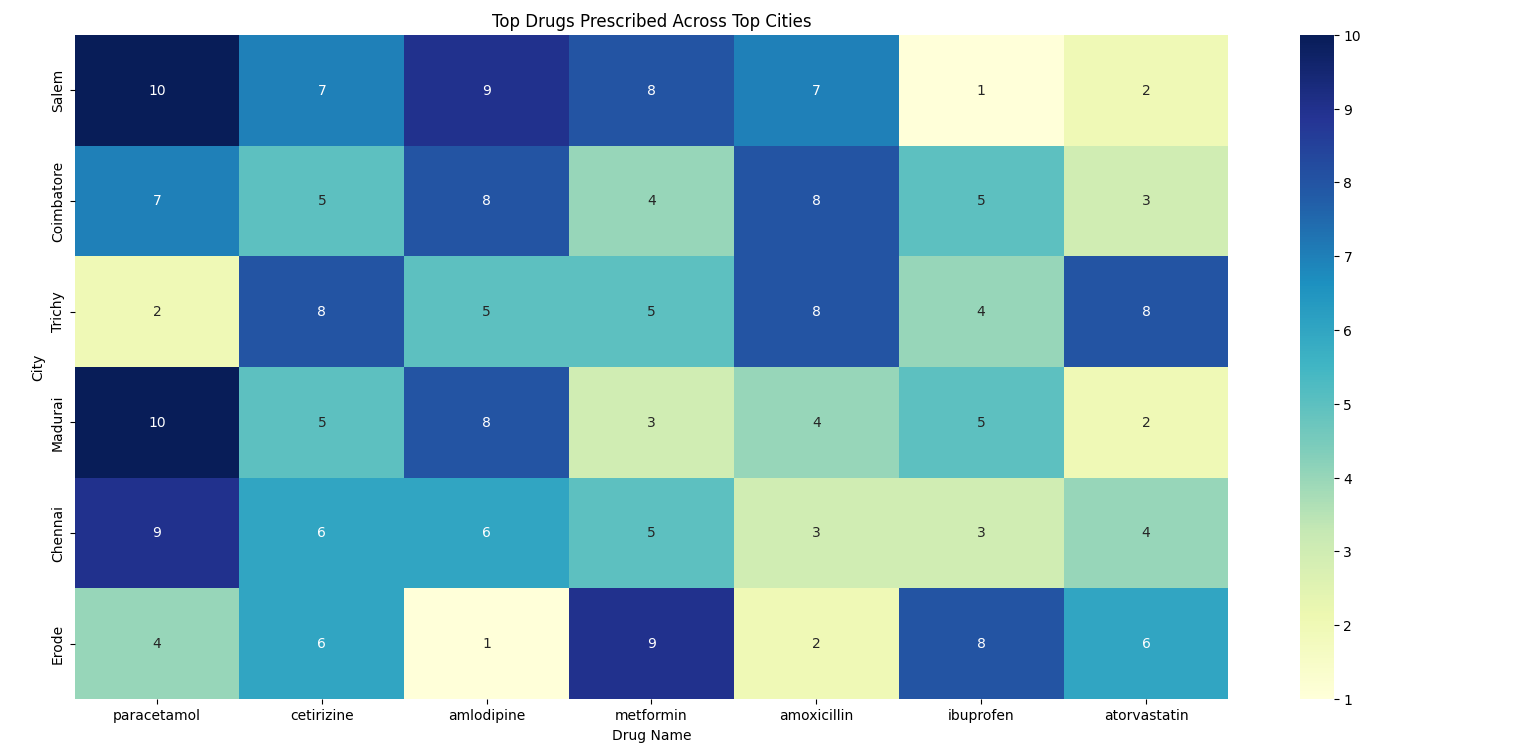 Top Drugs Prescribed Across Top Cities
City
Salem 10 7 9 8 7 1 2
Coimbatore 7 5 8 4 8 5 3
Trichy 2 8 5 5 8 4 8
Madurai 10 5 8 3 4 5 2
Chennai 9 6 6 5 3 3 4
Erode 4 6 1 9 2 8 6
paracetamol cetirizine amlodipine metformin amoxicillin ibuprofen atorvastatin
Drug Name
10
9
8
7
6
5
4
3
2
1